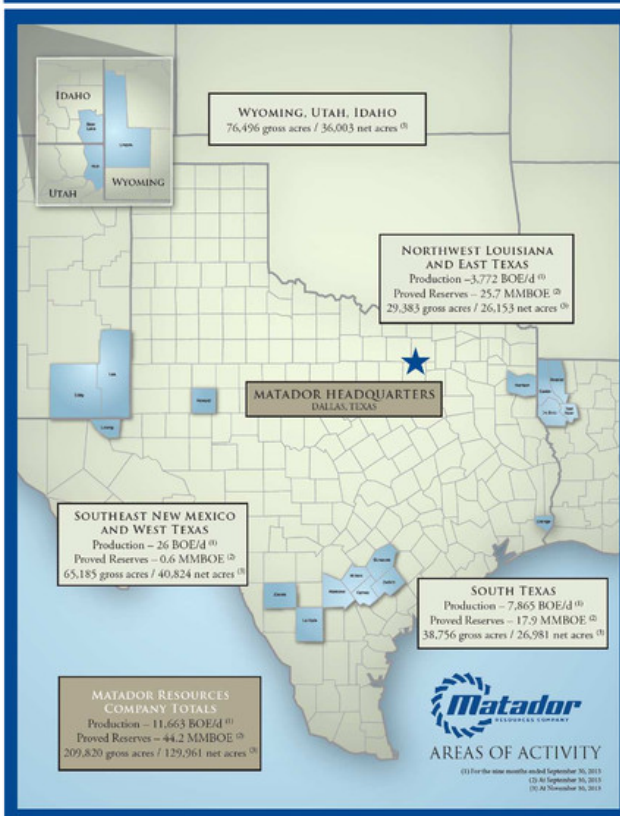 IDAHO
UTAH
WYOMING
WYOMING, UTAH, IDAHO
76,496 gross acres / 36,003 net acres (3)
NORTHWEST LOUISIANA
AND EAST TEXAS
Production –3,772 BOE/d (1)
Proved Reserves – 25.7 MMBOE (2)
29,383 gross acres / 26,153 net acres (3)
MATADOR HEADQUARTERS
DALLAS, TEXAS
SOUTHEAST NEW MEXICO
AND WEST TEXAS
Production – 26 BOE/d (1)
Proved Reserves – 0.6 MMBOE (2)
65,185 gross acres / 40,824 net acres (3)
SOUTH TEXAS
Production – 7,865 BOE/d (1)
Proved Reserves – 17.9 MMBOE (2)
38,756 gross acres / 26,981 net acres (3)
MATADOR RESOURCES
COMPANY TOTALS
Production – 11,663 BOE/d (1)
Proved Reserves – 44.2 MMBOE (2)
209,820 gross acres / 129,961 net acres (3)
Matador
RESOURCES COMPANY
AREAS OF ACTIVITY
(1) For the nine months ended September 30, 2013
(2) At September 30, 2013
(3) At November 30, 2013